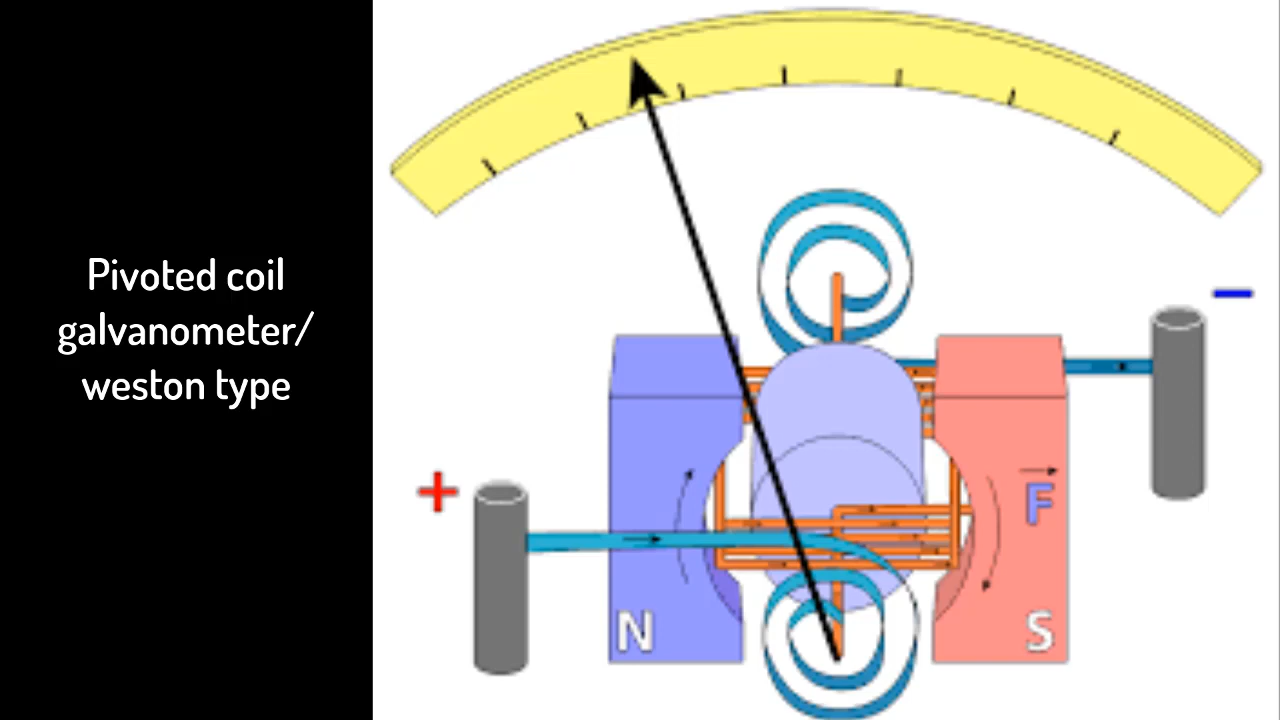 Pivoted coil
galvanometer/
weston type
+
−
F
N
S